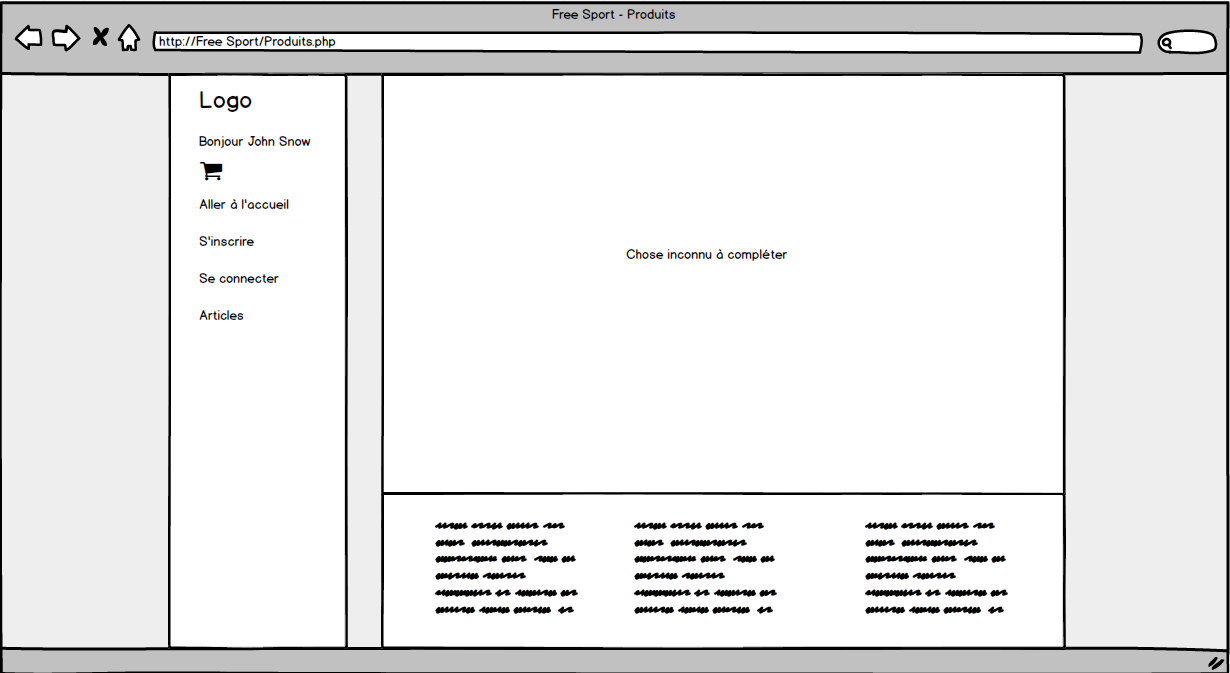 Free Sport - Produits
http://Free Sport/Produits.php
Logo
Bonjour John Snow
Aller à l'accueil
S'inscrire
Se connecter
Articles
Chose inconnu à compléter